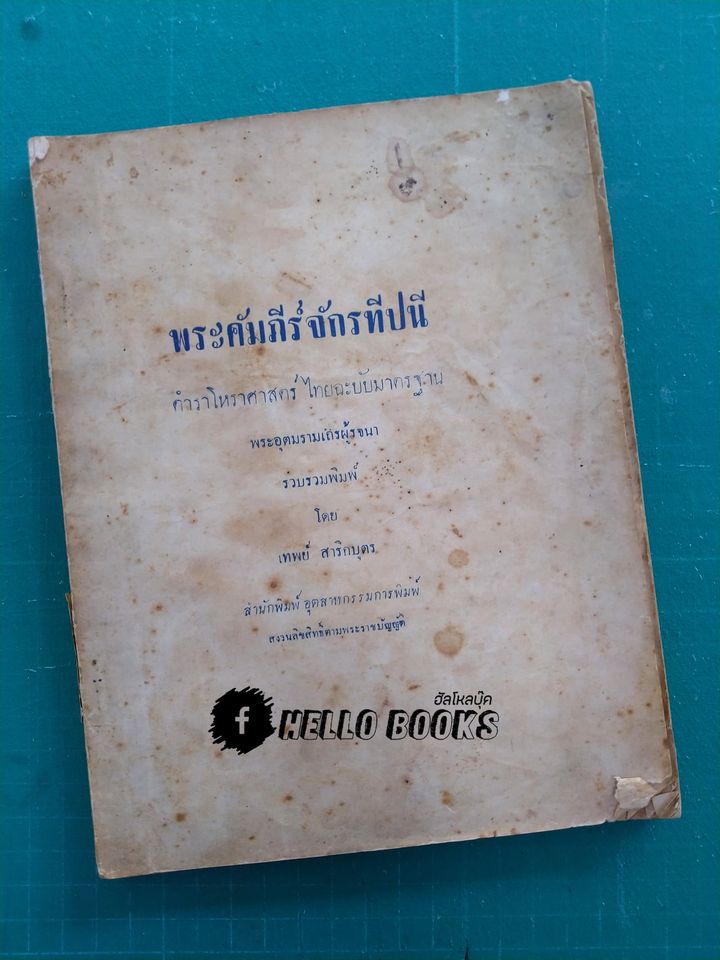 พระคัมภีร์จักรทีปนี
ตำราโหราศาสตร์ ไทยฉะบับมาตรฐาน
พระอุตมรามเถรผู้รจนา
รวบรวมพิมพ์
โดย
เทพย์ สาริกบุตร
สำนักพิมพ์ อุตสาหกรรมการพิมพ์
สงวนลิขสิทธิ์ตามพระราชบัญญัติ
ฮัลโหลบุ๊ค
f HELLO BOOKS